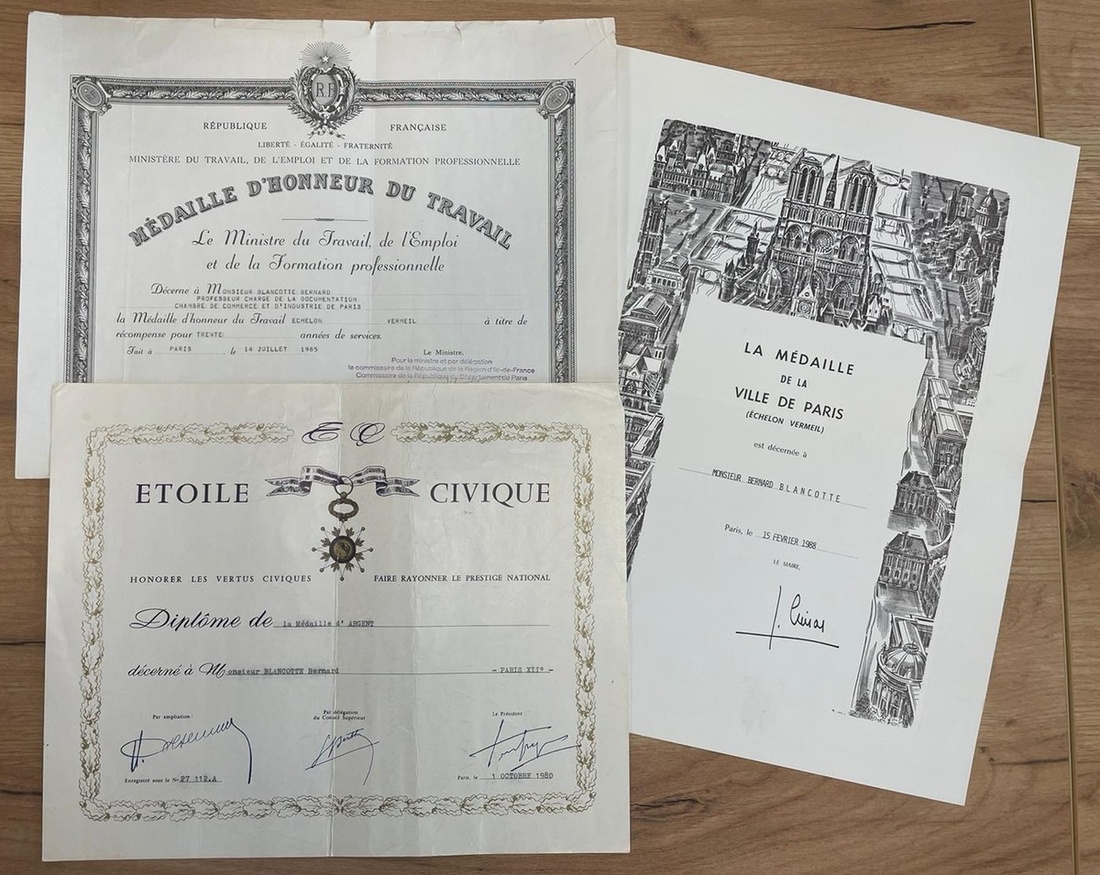 RF
RÉPUBLIQUE FRANÇAISE
LIBERTÉ - ÉGALITÉ - FRATERNITÉ
MINISTÈRE DU TRAVAIL, DE L'EMPLOI ET DE LA FORMATION PROFESSIONNELLE
MÉDAILLE D'HONNEUR DU TRAVAIL
Le Ministre du Travail, de l'Emploi
et de la Formation professionnelle
Décerne à MONSIEUR BLANCOTTE BERNARD
PROFESSEUR CHARGE DE LA DOCUMENTATION
CHAMBRE DE COMMERCE ET D'INDUSTRIE DE PARIS
la Médaille d'honneur du Travail ECHELON VERMEIL à titre de
récompense pour TRENTE années de services.
Fait à PARIS le 14 JUILLET 1985 Le Ministre,
Pour le ministre et par délégation
le commissaire de la République de la Région d'Ile-de-France
Commissaire de la République du Département de Paris
E C
ETOILE CIVIQUE
HONORER LES VERTUS CIVIQUES FAIRE RAYONNER LE PRESTIGE NATIONAL
Diplôme de la Médaille d'ARGENT
décerné à Monsieur BLANCOTTE Bernard - PARIS XII° -
Par ampliation : Par délégation Le Président
du Conseil Supérieur
Enregistré sous le N° 27 112.A Paris, le 1 OCTOBRE 1980
LA MÉDAILLE
DE LA
VILLE DE PARIS
(ÉCHELON VERMEIL)
est décernée à
MONSIEUR BERNARD BLANCOTTE
Paris, le 15 FEVRIER 1988
LE MAIRE,